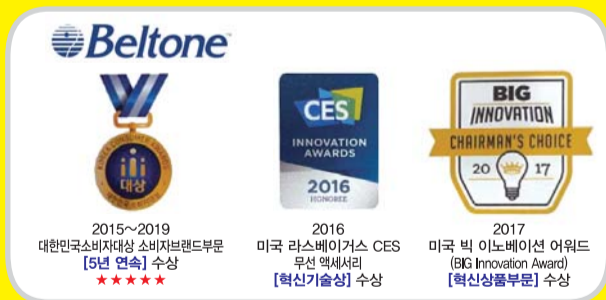 Beltone
대상
2015~2019
대한민국소비자대상 소비자브랜드부문
[5년 연속] 수상
★★★★★
CES
INNOVATION
AWARDS
2016
HONOREE
2016
미국 라스베이거스 CES
무선 액세서리
[혁신기술상] 수상
BIG
INNOVATION
CHAIRMAN'S CHOICE
20 17
2017
미국 빅 이노베이션 어워드
(BIG Innovation Award)
[혁신상품부문] 수상